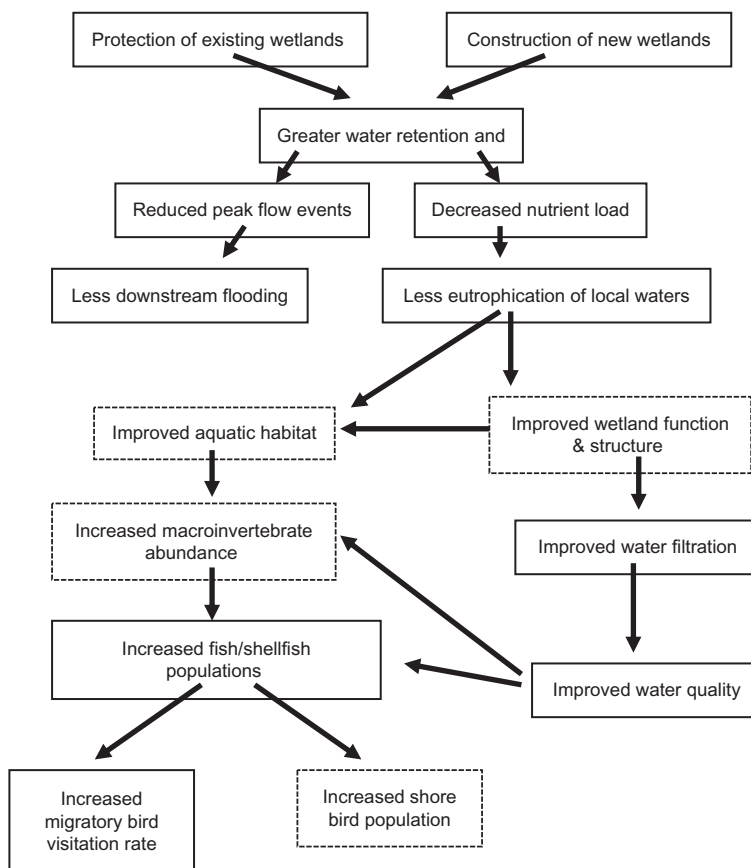 Protection of existing wetlands
Construction of new wetlands
Greater water retention and
Reduced peak flow events
Decreased nutrient load
Less downstream flooding
Less eutrophication of local waters
Improved aquatic habitat
Improved wetland function
& structure
Increased macroinvertebrate
abundance
Improved water filtration
Increased fish/shellfish
populations
Improved water quality
Increased
migratory bird
visitation rate
Increased shore
bird population